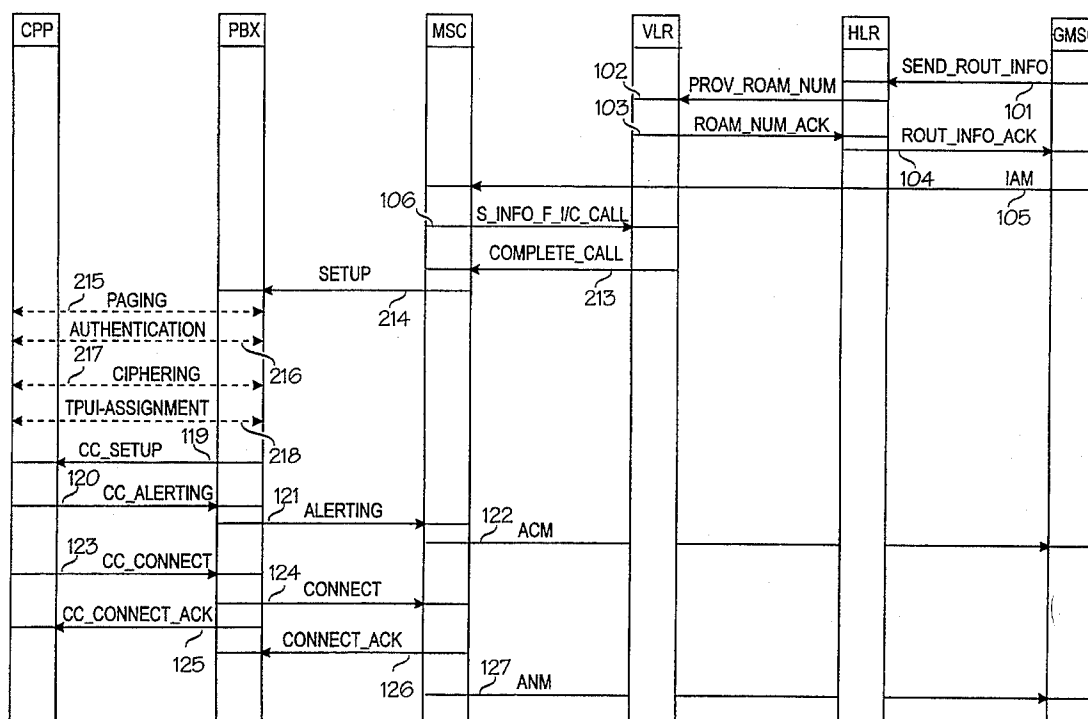 CPP PBX MSC VLR HLR GMSC
SEND_ROUT_INFO
101
102 PROV_ROAM_NUM
103 ROAM_NUM_ACK
ROUT_INFO_ACK
104
IAM
105
106 S_INFO_F_I/C_CALL
COMPLETE_CALL
213
SETUP
214
215 PAGING
AUTHENTICATION
216
217 CIPHERING
TPUI-ASSIGNMENT
218
119
CC_SETUP
120 CC_ALERTING
121 ALERTING
122 ACM
123 CC_CONNECT
124 CONNECT
CC_CONNECT_ACK
125
CONNECT_ACK
126
127 ANM